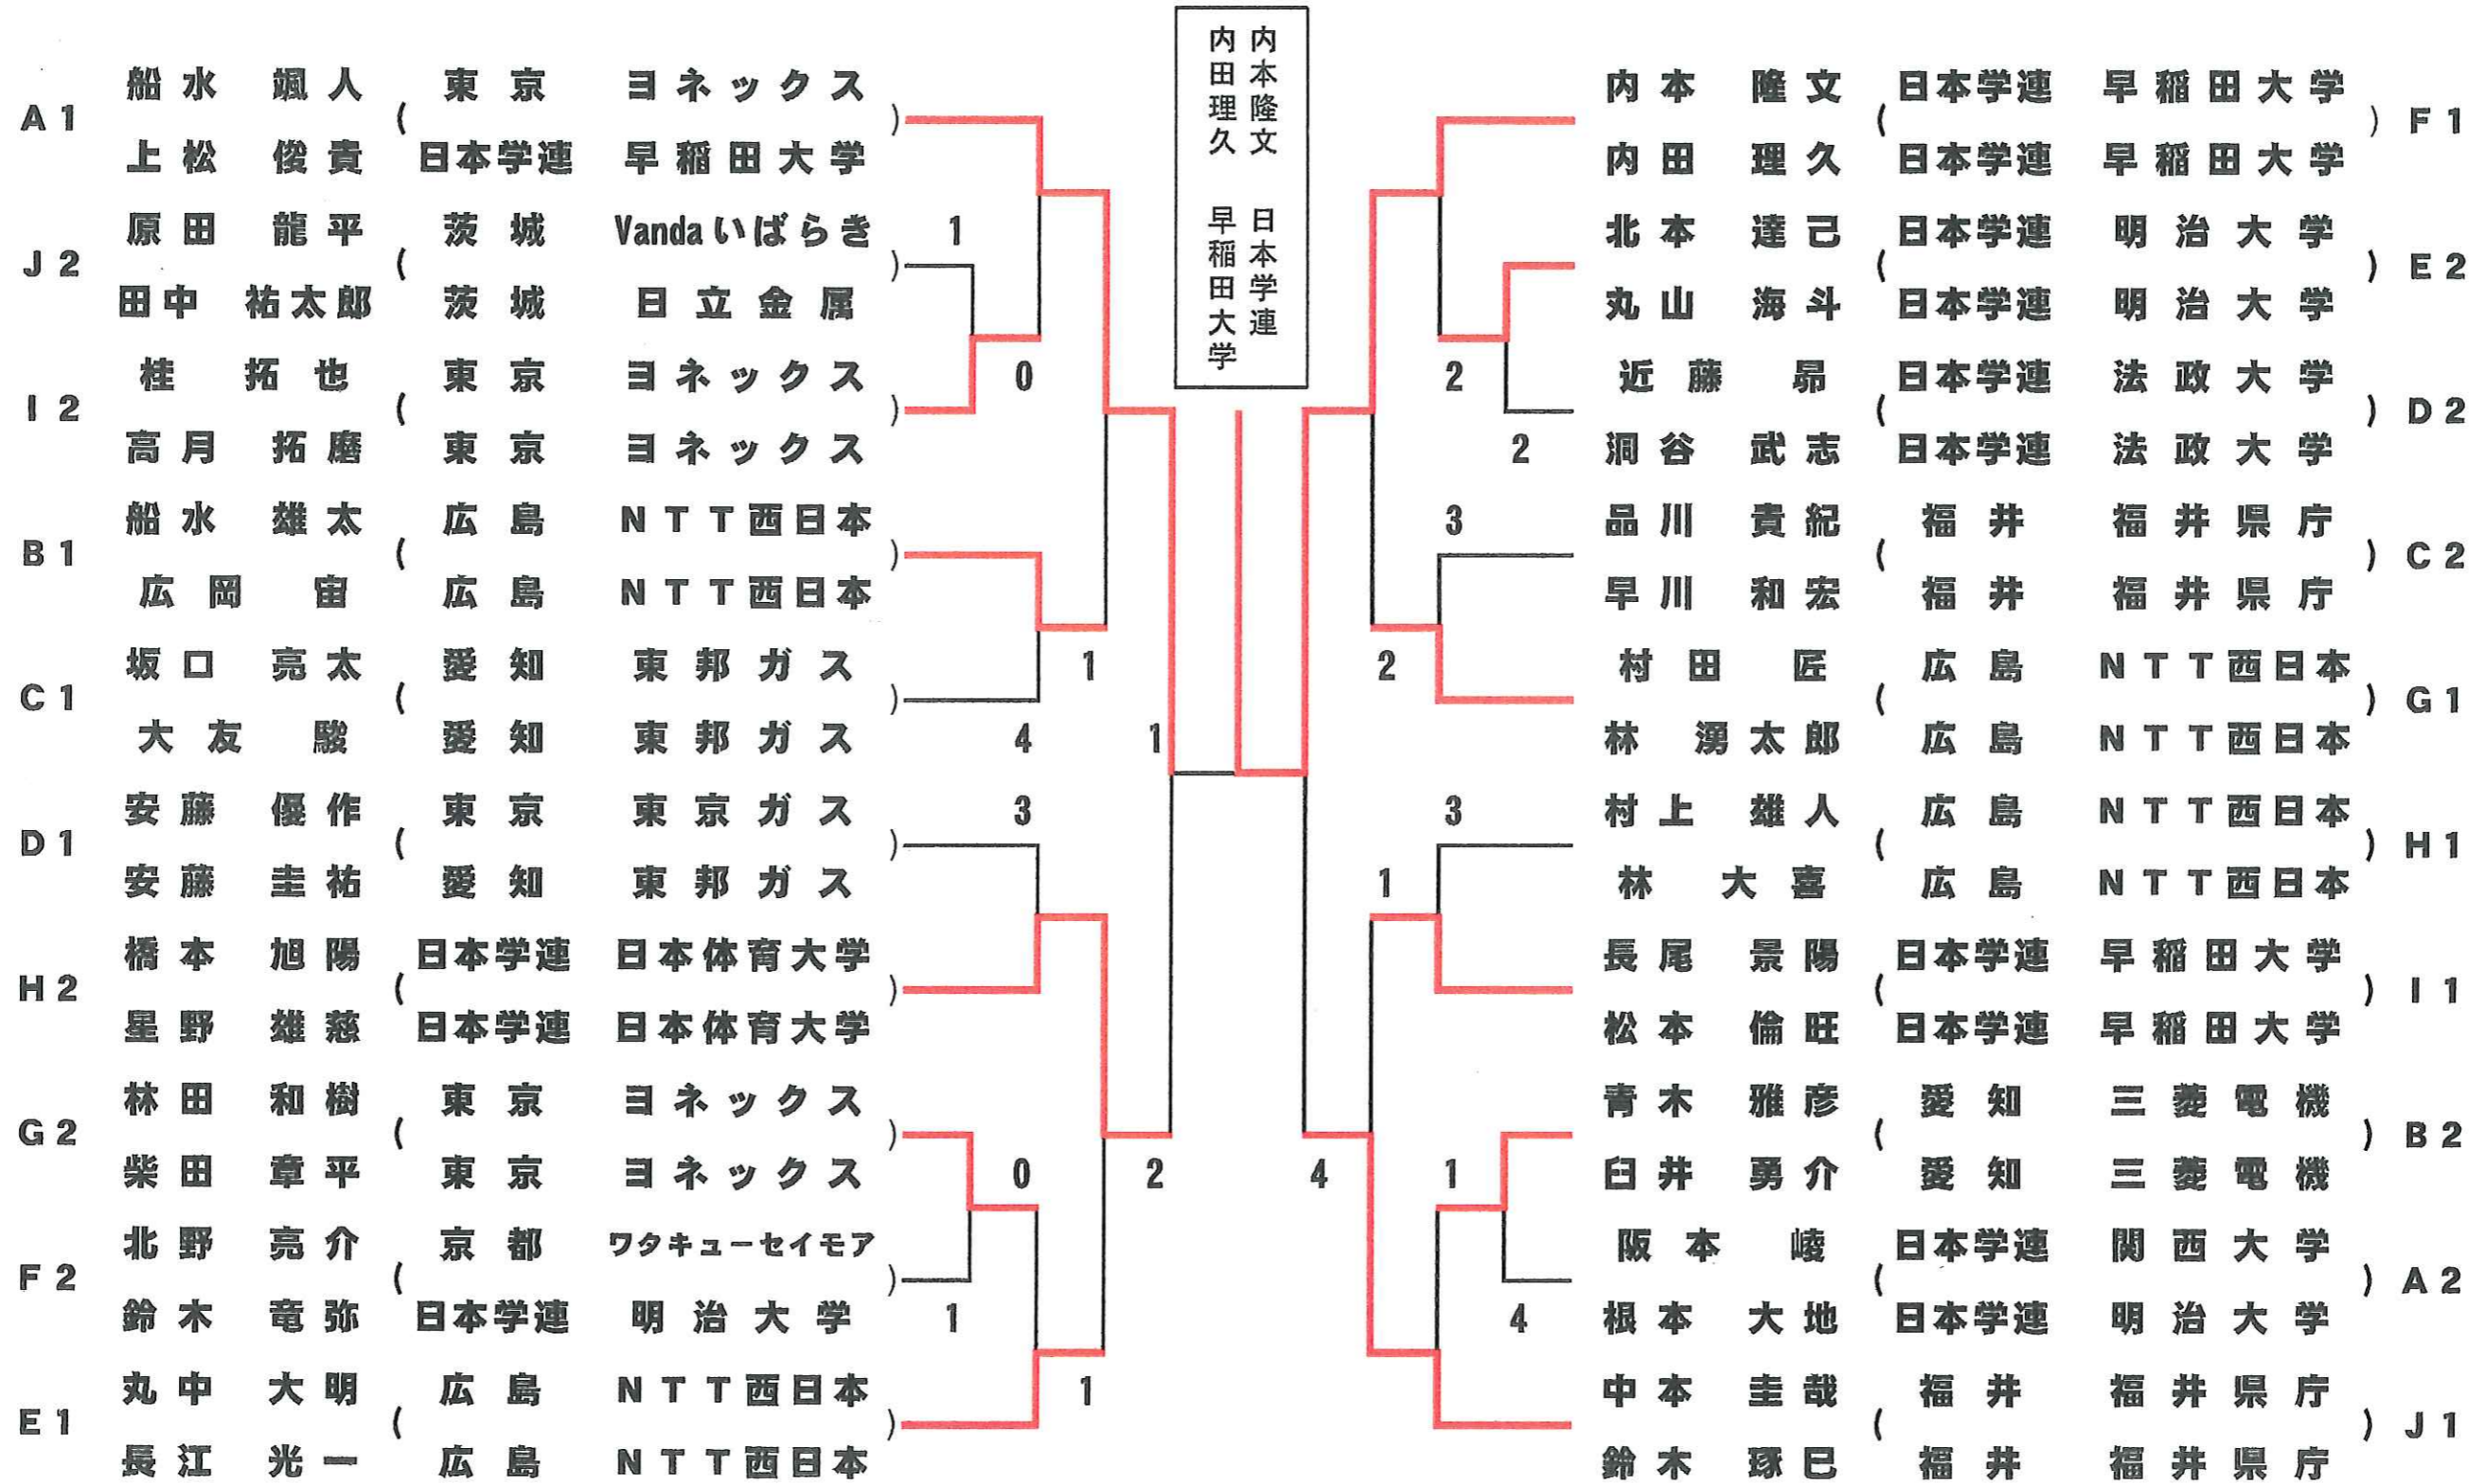 内本隆文 日本学連
内田理久 早稲田大学
船水 颯人 東京 ヨネックス
A1 ( )
上松 俊貴 日本学連 早稲田大学
原田 龍平 茨城 Vandaいばらき 1
J2 ( )
田中 祐太郎 茨城 日立金属
桂 拓也 東京 ヨネックス 0
I2 ( )
高月 拓磨 東京 ヨネックス
船水 雄太 広島 NTT西日本
B1 ( )
広岡 宙 広島 NTT西日本
坂口 亮太 愛知 東邦ガス 1
C1 ( )
大友 駿 愛知 東邦ガス 4 1
安藤 優作 東京 東京ガス 3
D1 ( )
安藤 圭祐 愛知 東邦ガス
橋本 旭陽 日本学連 日本体育大学
H2 ( )
星野 雄慈 日本学連 日本体育大学
林田 和樹 東京 ヨネックス
G2 ( )
柴田 章平 東京 ヨネックス 0 2
北野 亮介 京都 ワタキューセイモア
F2 ( )
鈴木 竜弥 日本学連 明治大学 1
丸中 大明 広島 NTT西日本 1
E1 ( )
長江 光一 広島 NTT西日本
内本 隆文 日本学連 早稲田大学
( ) F1
内田 理久 日本学連 早稲田大学
北本 達己 日本学連 明治大学
( ) E2
丸山 海斗 日本学連 明治大学
2 近藤 昴 日本学連 法政大学
( ) D2
2 洞谷 武志 日本学連 法政大学
3 品川 貴紀 福井 福井県庁
( ) C2
早川 和宏 福井 福井県庁
2 村田 匠 広島 NTT西日本
( ) G1
林 湧太郎 広島 NTT西日本
3 村上 雄人 広島 NTT西日本
( ) H1
1 林 大喜 広島 NTT西日本
長尾 景陽 日本学連 早稲田大学
( ) I1
松本 倫旺 日本学連 早稲田大学
青木 雅彦 愛知 三菱電機
( ) B2
4 1 臼井 勇介 愛知 三菱電機
阪本 崚 日本学連 関西大学
( ) A2
4 根本 大地 日本学連 明治大学
中本 圭哉 福井 福井県庁
( ) J1
鈴木 琢巳 福井 福井県庁